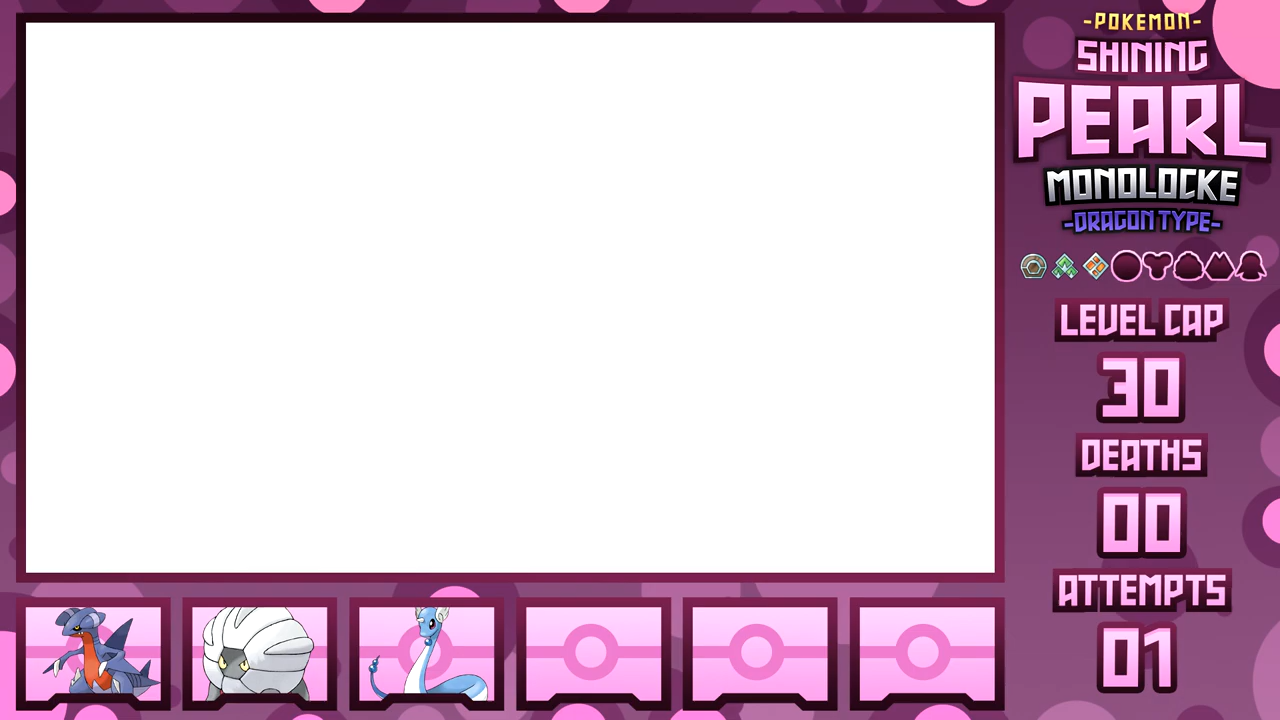 -POKEMON-
SHINING
PEARL
MONOLOCKE
-DRAGON TYPE-
LEVEL CAP
30
DEATHS
00
ATTEMPTS
01